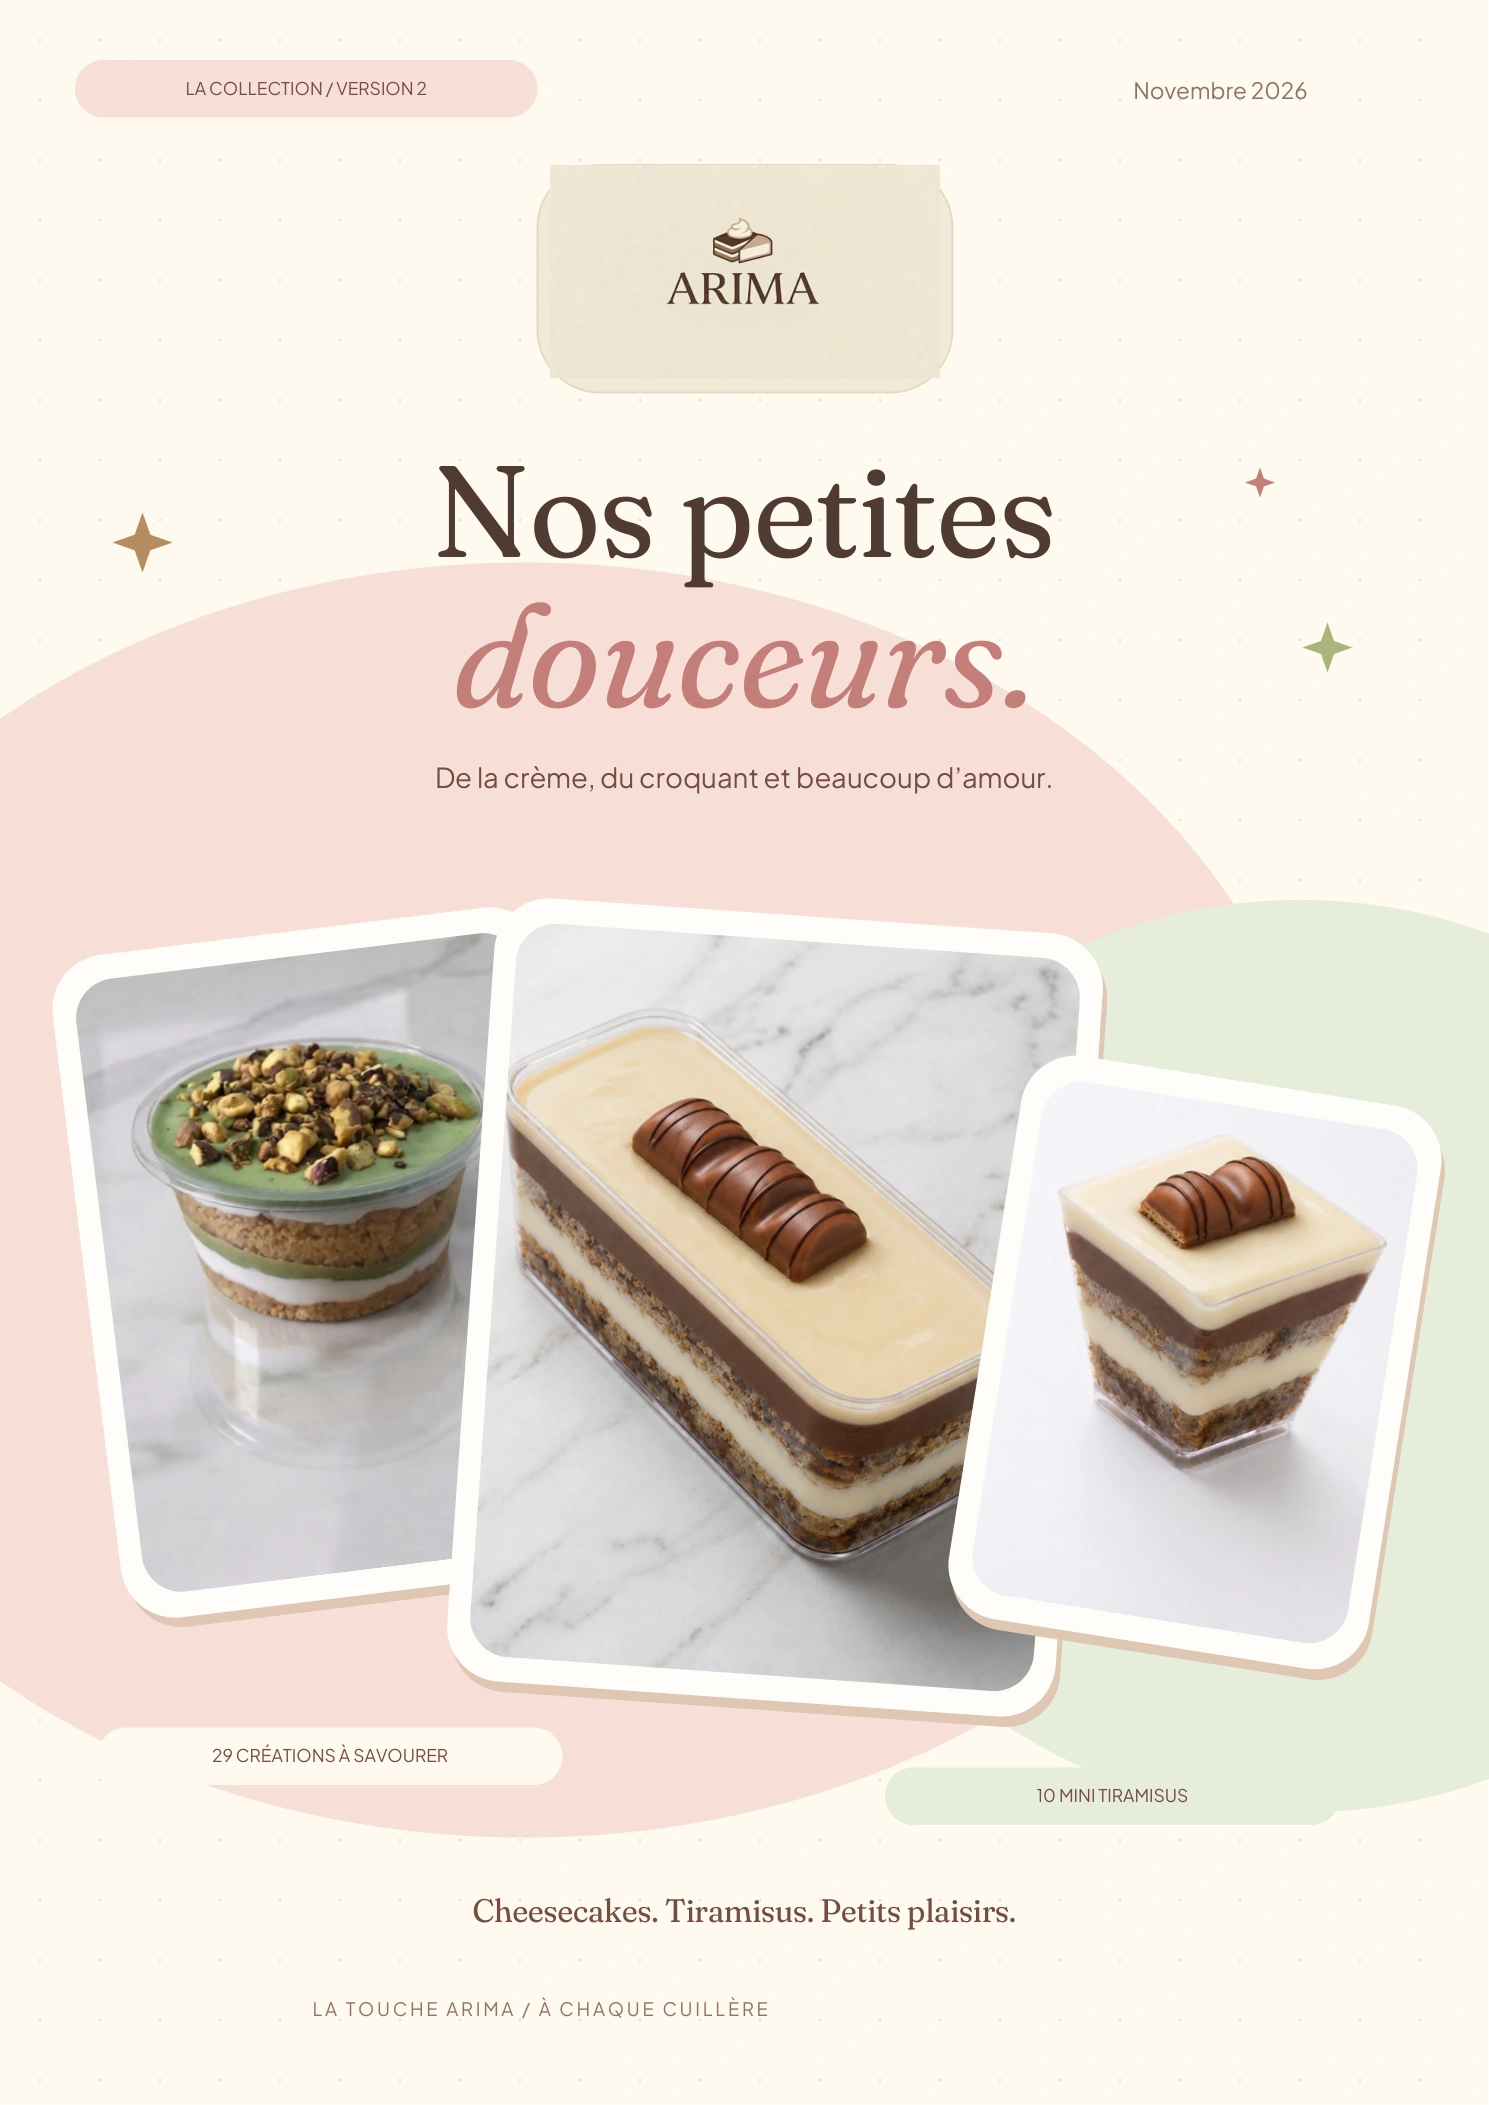 LA COLLECTION / VERSION 2
Novembre 2026
ARIMA
Nos petites
douceurs.
De la crème, du croquant et beaucoup d’amour.
29 CRÉATIONS À SAVOURER
10 MINI TIRAMISUS
Cheesecakes. Tiramisus. Petits plaisirs.
LA TOUCHE ARIMA / À CHAQUE CUILLÈRE